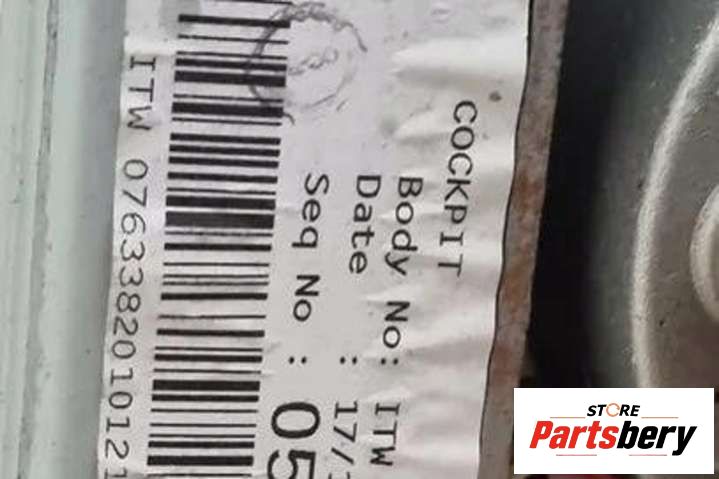 COCKPIT
Body No: ITW
Date : 17/
Seq No : 05
ITW 0763382010121
STORE
Partsbery